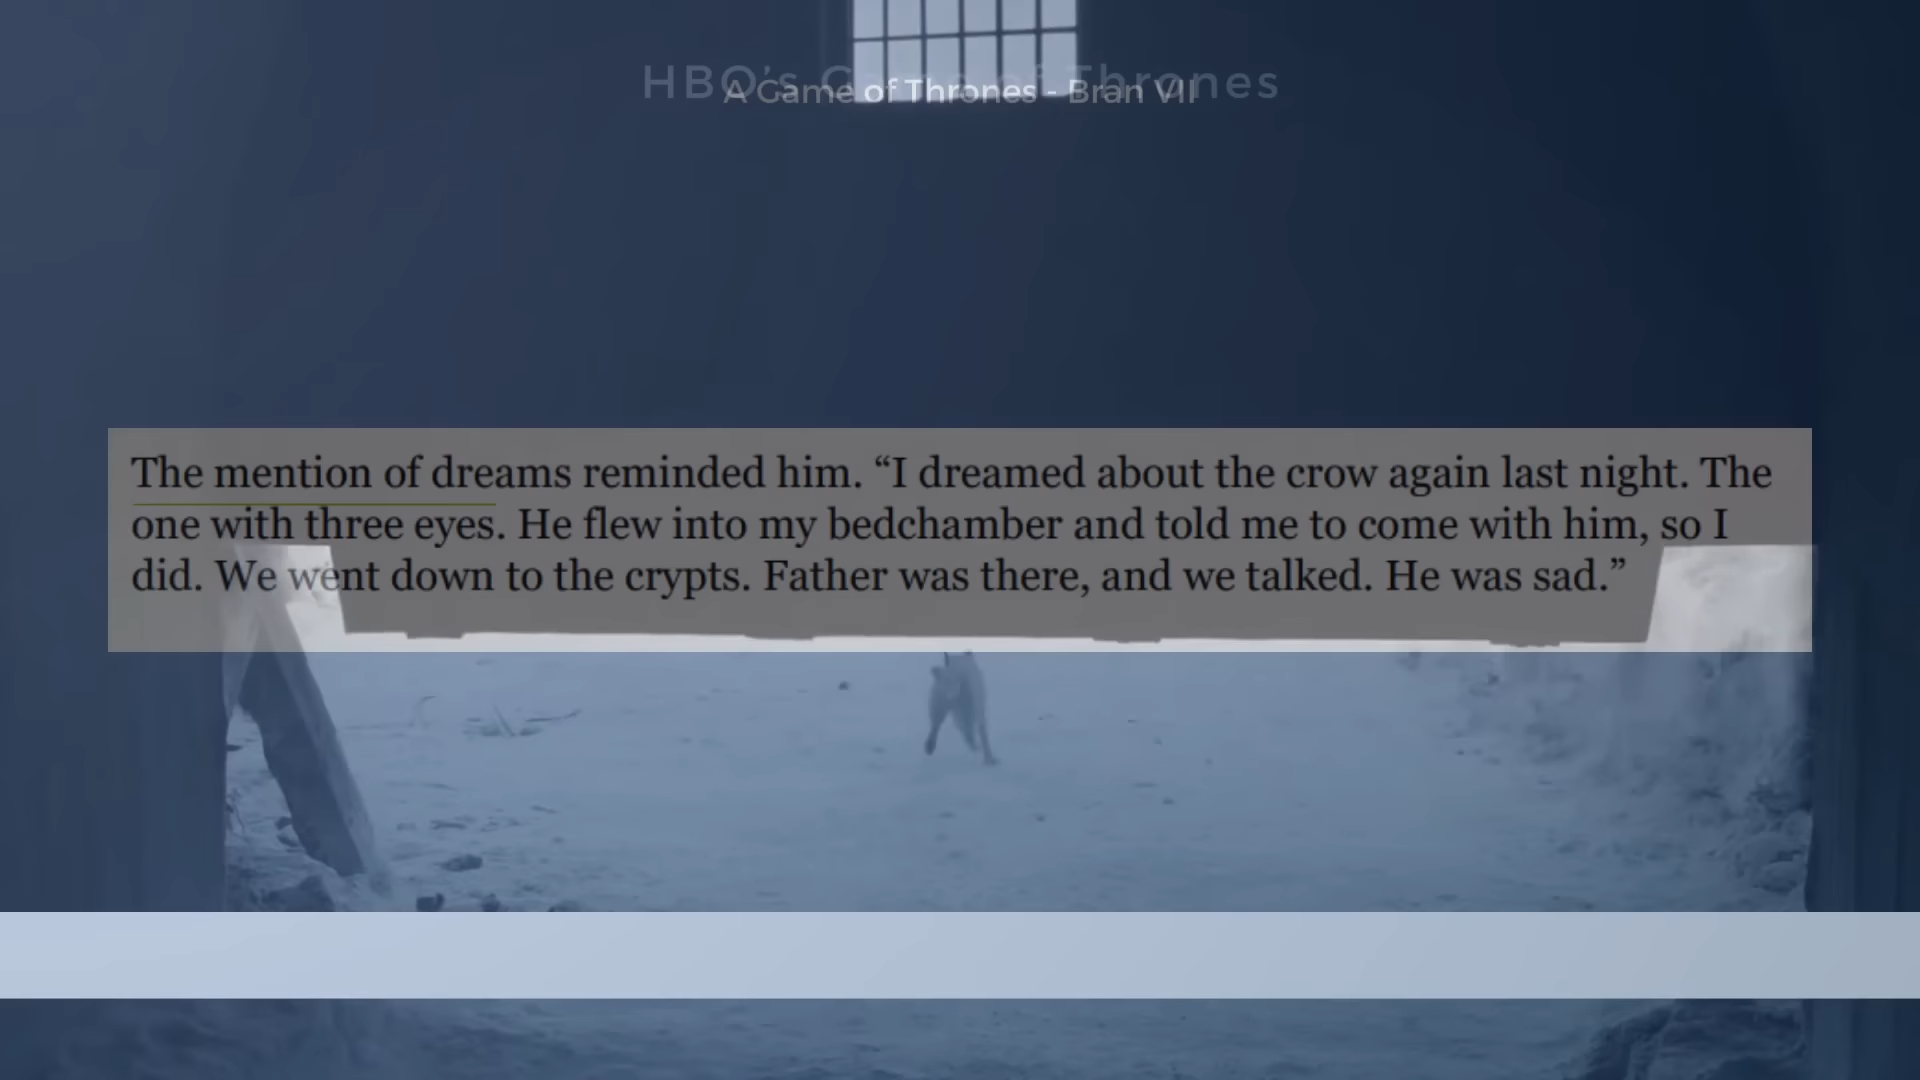 HBO's Game of Thrones
A Game of Thrones - Bran VII
The mention of dreams reminded him. “I dreamed about the crow again last night. The
one with three eyes. He flew into my bedchamber and told me to come with him, so I
did. We went down to the crypts. Father was there, and we talked. He was sad.”